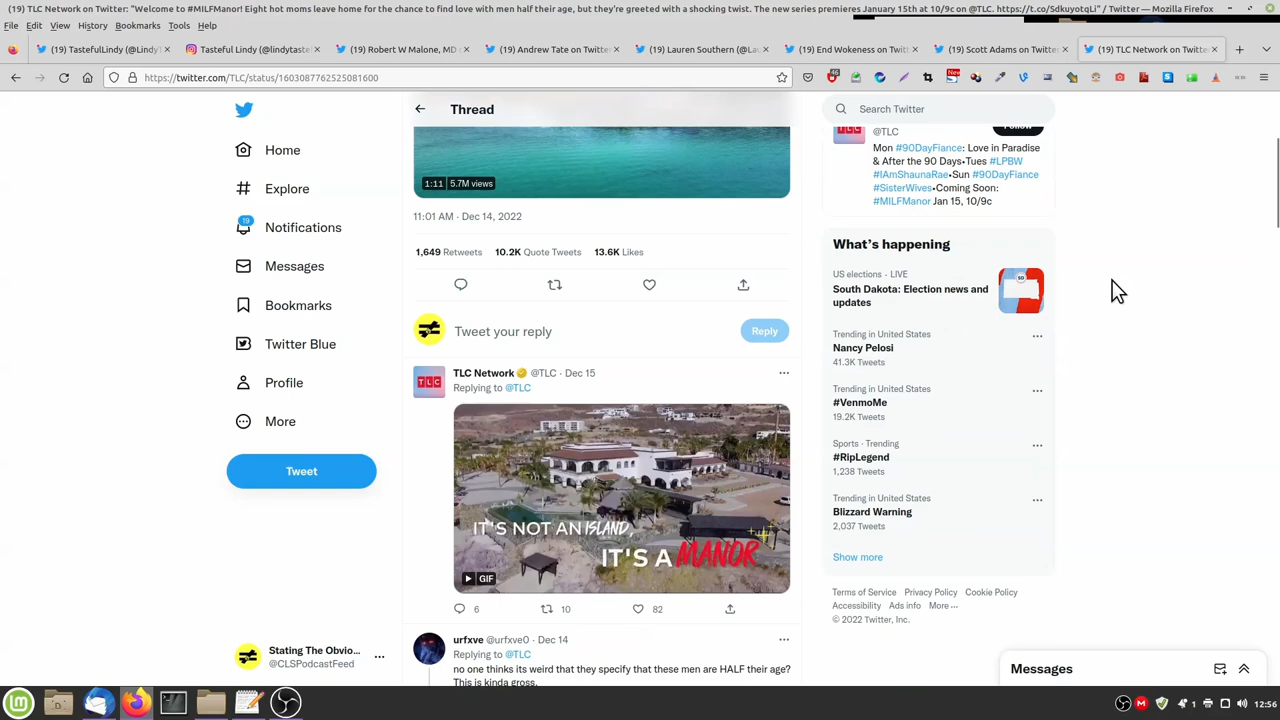 (19) TLC Network on Twitter: "Welcome to #MILFManor! Eight hot moms leave home for the chance to find love with men half their age, but they're greeted with a shocking twist. The new series premieres January 15th at 10/9c on @TLC. https://t.co/SdkuyotqLi" / Twitter — Mozilla Firefox
File Edit View History Bookmarks Tools Help
(19) TastefulLindy (@LindyT
Tasteful Lindy (@lindytaste
(19) Robert W Malone, MD
(19) Andrew Tate on Twitter
(19) Lauren Southern (@La
(19) End Wokeness on Twit
(19) Scott Adams on Twitte
(19) TLC Network on Twitte
https://twitter.com/TLC/status/1603087762525081600
46
New
Home
Explore
19
Notifications
Messages
Bookmarks
Twitter Blue
Profile
More
Tweet
Stating The Obvio...
@CLSPodcastFeed
Thread
1:11 5.7M views
11:01 AM · Dec 14, 2022
1,649 Retweets 10.2K Quote Tweets 13.6K Likes
Tweet your reply
Reply
TLC
TLC Network @TLC · Dec 15
Replying to @TLC
IT'S NOT AN ISLAND,
IT'S A MANOR
GIF
6 10 82
urfxve @urfxve0 · Dec 14
Replying to @TLC
no one thinks its weird that they specify that these men are HALF their age?
This is kinda gross.
Search Twitter
@TLC
Follow
Mon #90DayFiance: Love in Paradise
& After the 90 Days•Tues #LPBW
#IAmShaunaRae•Sun #90DayFiance
#SisterWives•Coming Soon:
#MILFManor Jan 15, 10/9c
What's happening
US elections · LIVE
South Dakota: Election news and
updates
SD
Trending in United States
Nancy Pelosi
41.3K Tweets
Trending in United States
#VenmoMe
19.2K Tweets
Sports · Trending
#RipLegend
1,238 Tweets
Trending in United States
Blizzard Warning
2,037 Tweets
Show more
Terms of Service Privacy Policy Cookie Policy
Accessibility Ads info More ...
© 2022 Twitter, Inc.
Messages
1
12:56